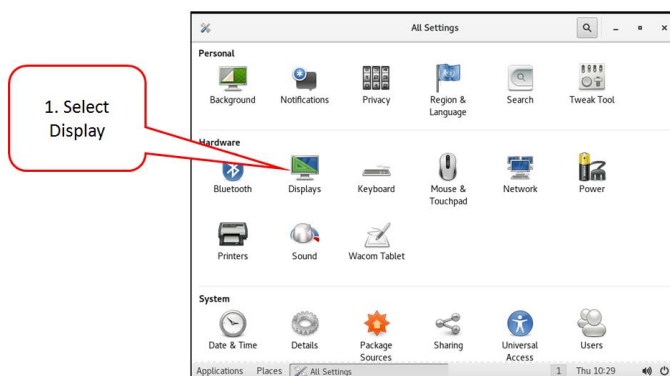 All Settings
1. Select
Display
Personal
Background
Notifications
Privacy
Region &
Language
Search
Tweak Tool
Hardware
Bluetooth
Displays
Keyboard
Mouse &
Touchpad
Network
Power
Printers
Sound
Wacom Tablet
System
Date & Time
Details
Package
Sources
Sharing
Universal
Access
Users
Applications Places All Settings 1 Thu 10:29